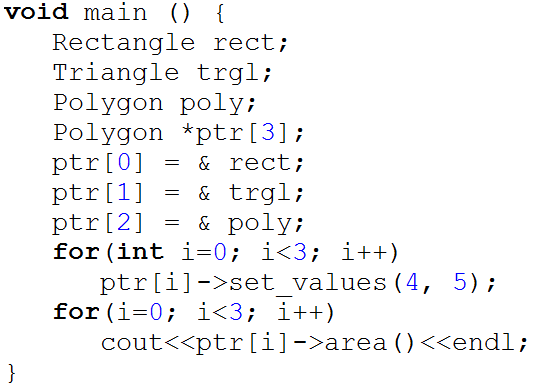 void main () {
Rectangle rect;
Triangle trgl;
Polygon poly;
Polygon *ptr[3];
ptr[0] = & rect;
ptr[1] = & trgl;
ptr[2] = & poly;
for(int i=0; i<3; i++)
ptr[i]->set_values(4, 5);
for(i=0; i<3; i++)
cout<<ptr[i]->area()<<endl;
}